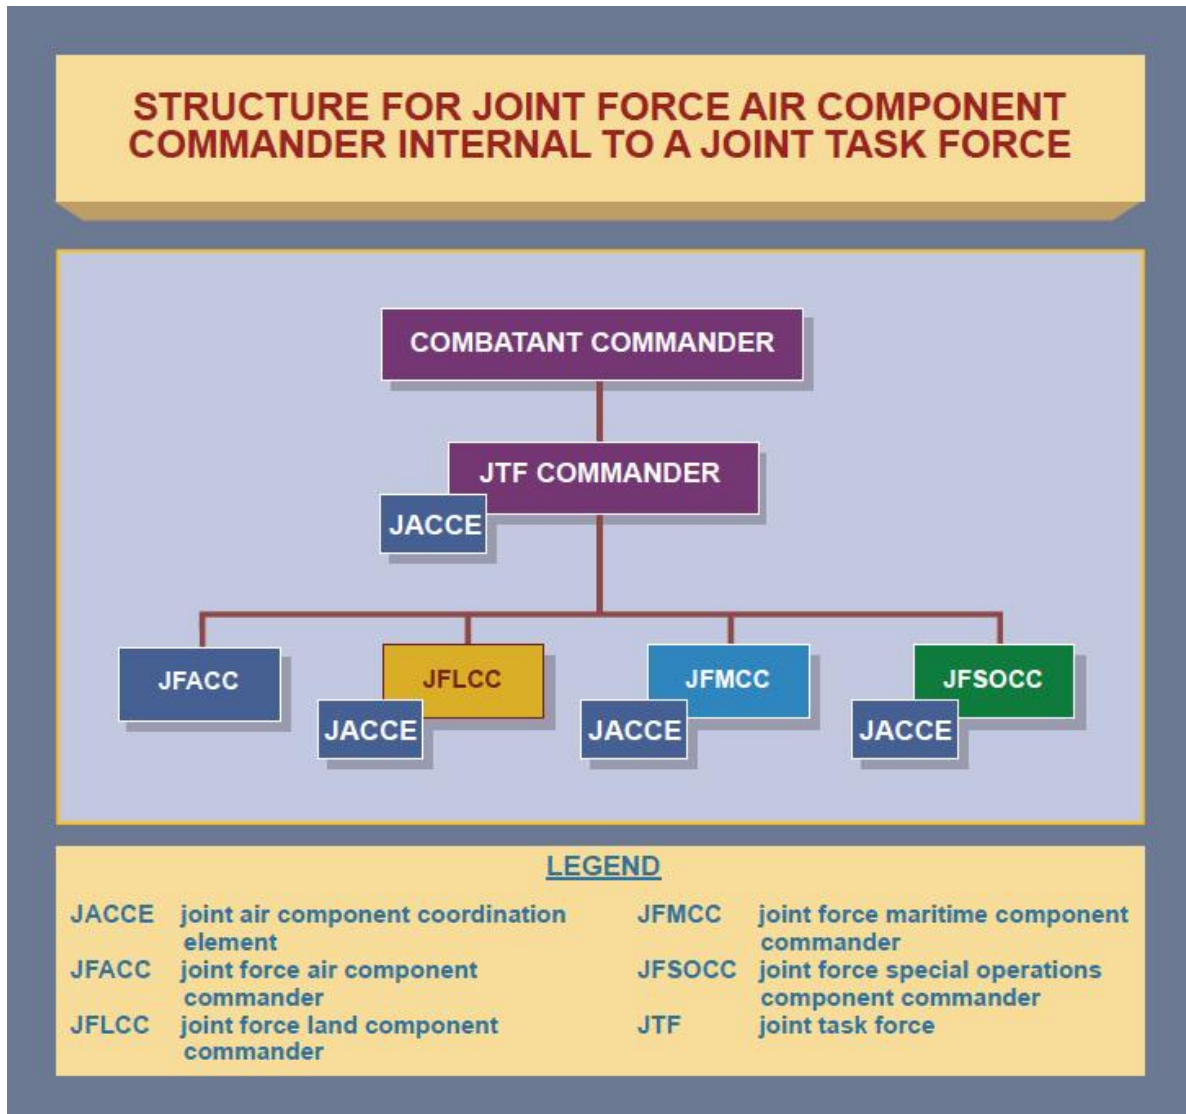 STRUCTURE FOR JOINT FORCE AIR COMPONENT
COMMANDER INTERNAL TO A JOINT TASK FORCE
COMBATANT COMMANDER
JTF COMMANDER
JACCE
JFACC
JFLCC
JACCE
JFMCC
JACCE
JFSOCC
JACCE
LEGEND
JACCE joint air component coordination
element
JFACC joint force air component
commander
JFLCC joint force land component
commander
JFMCC joint force maritime component
commander
JFSOCC joint force special operations
component commander
JTF joint task force